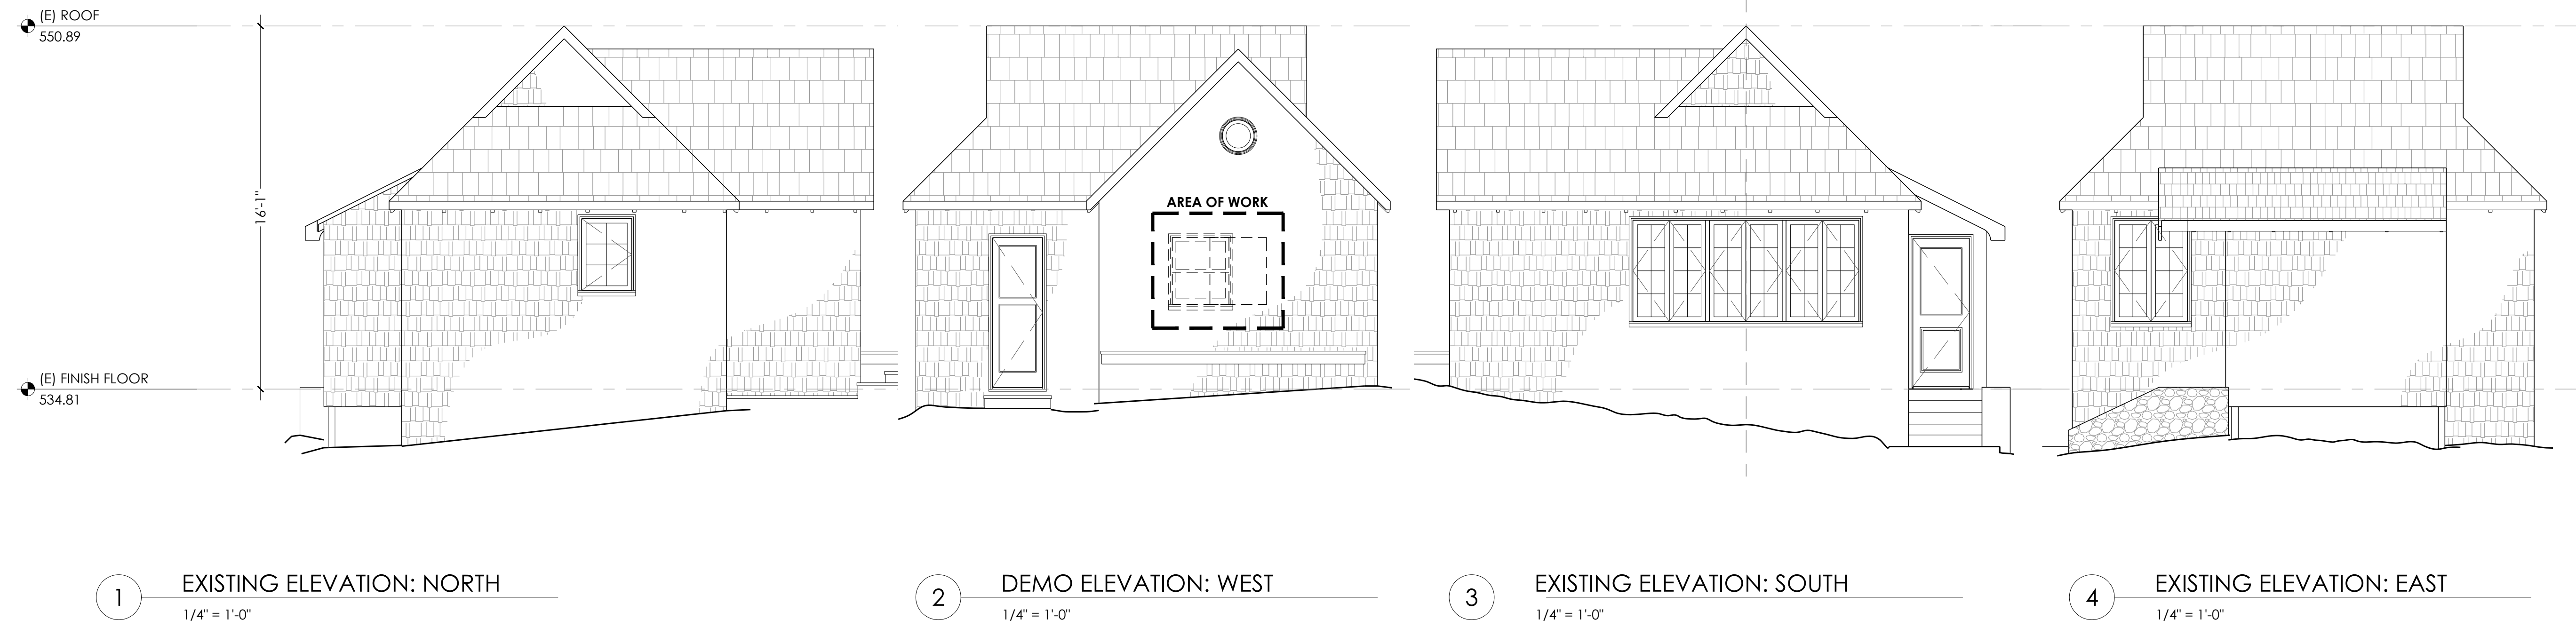 (E) ROOF
550.89
16'-1"
AREA OF WORK
(E) FINISH FLOOR
534.81
1 EXISTING ELEVATION: NORTH
1/4" = 1'-0"
2 DEMO ELEVATION: WEST
1/4" = 1'-0"
3 EXISTING ELEVATION: SOUTH
1/4" = 1'-0"
4 EXISTING ELEVATION: EAST
1/4" = 1'-0"